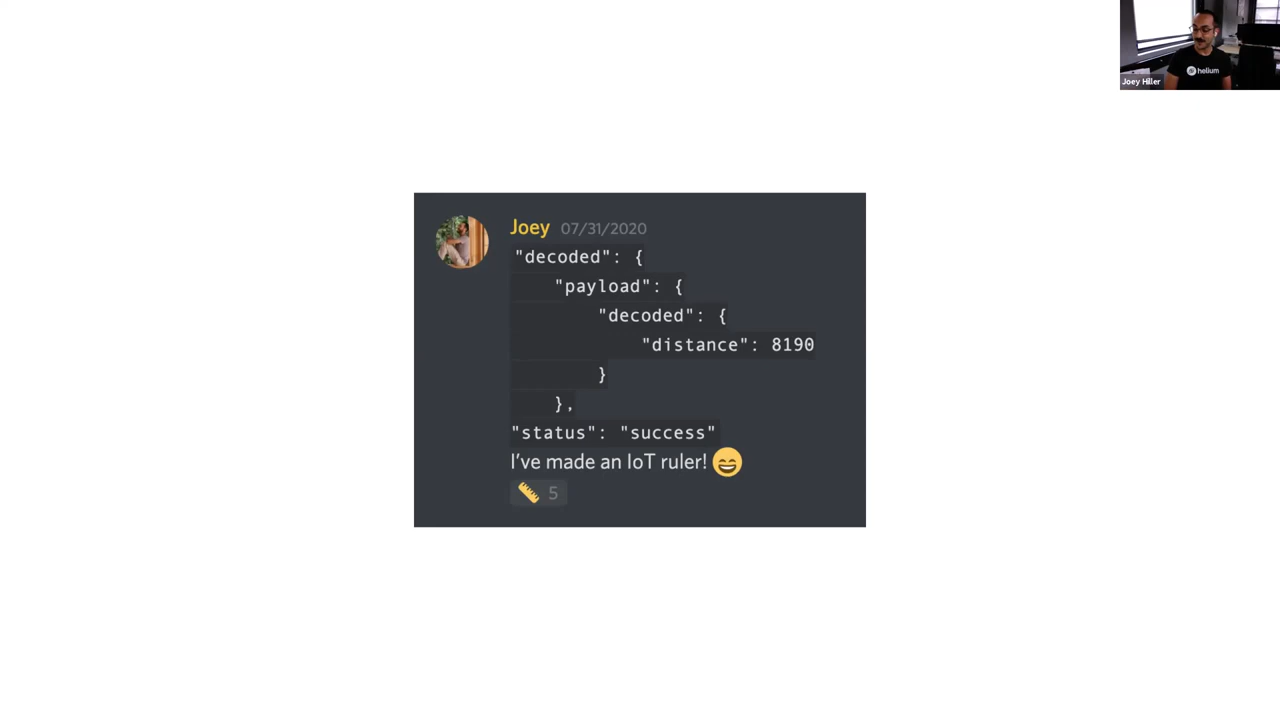 helium
Joey Hiller
Joey 07/31/2020
"decoded": {
"payload": {
"decoded": {
"distance": 8190
}
},
"status": "success"
I've made an IoT ruler! 😄
📏 5